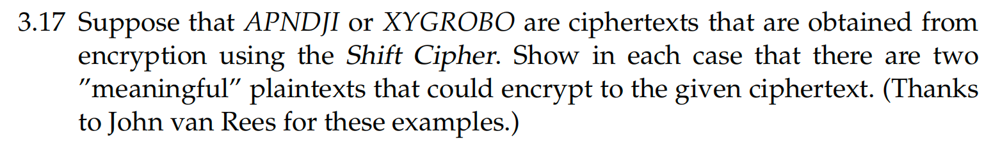 3.17 Suppose that APNDJI or XYGROBO are ciphertexts that are obtained from
encryption using the Shift Cipher. Show in each case that there are two
”meaningful” plaintexts that could encrypt to the given ciphertext. (Thanks
to John van Rees for these examples.)